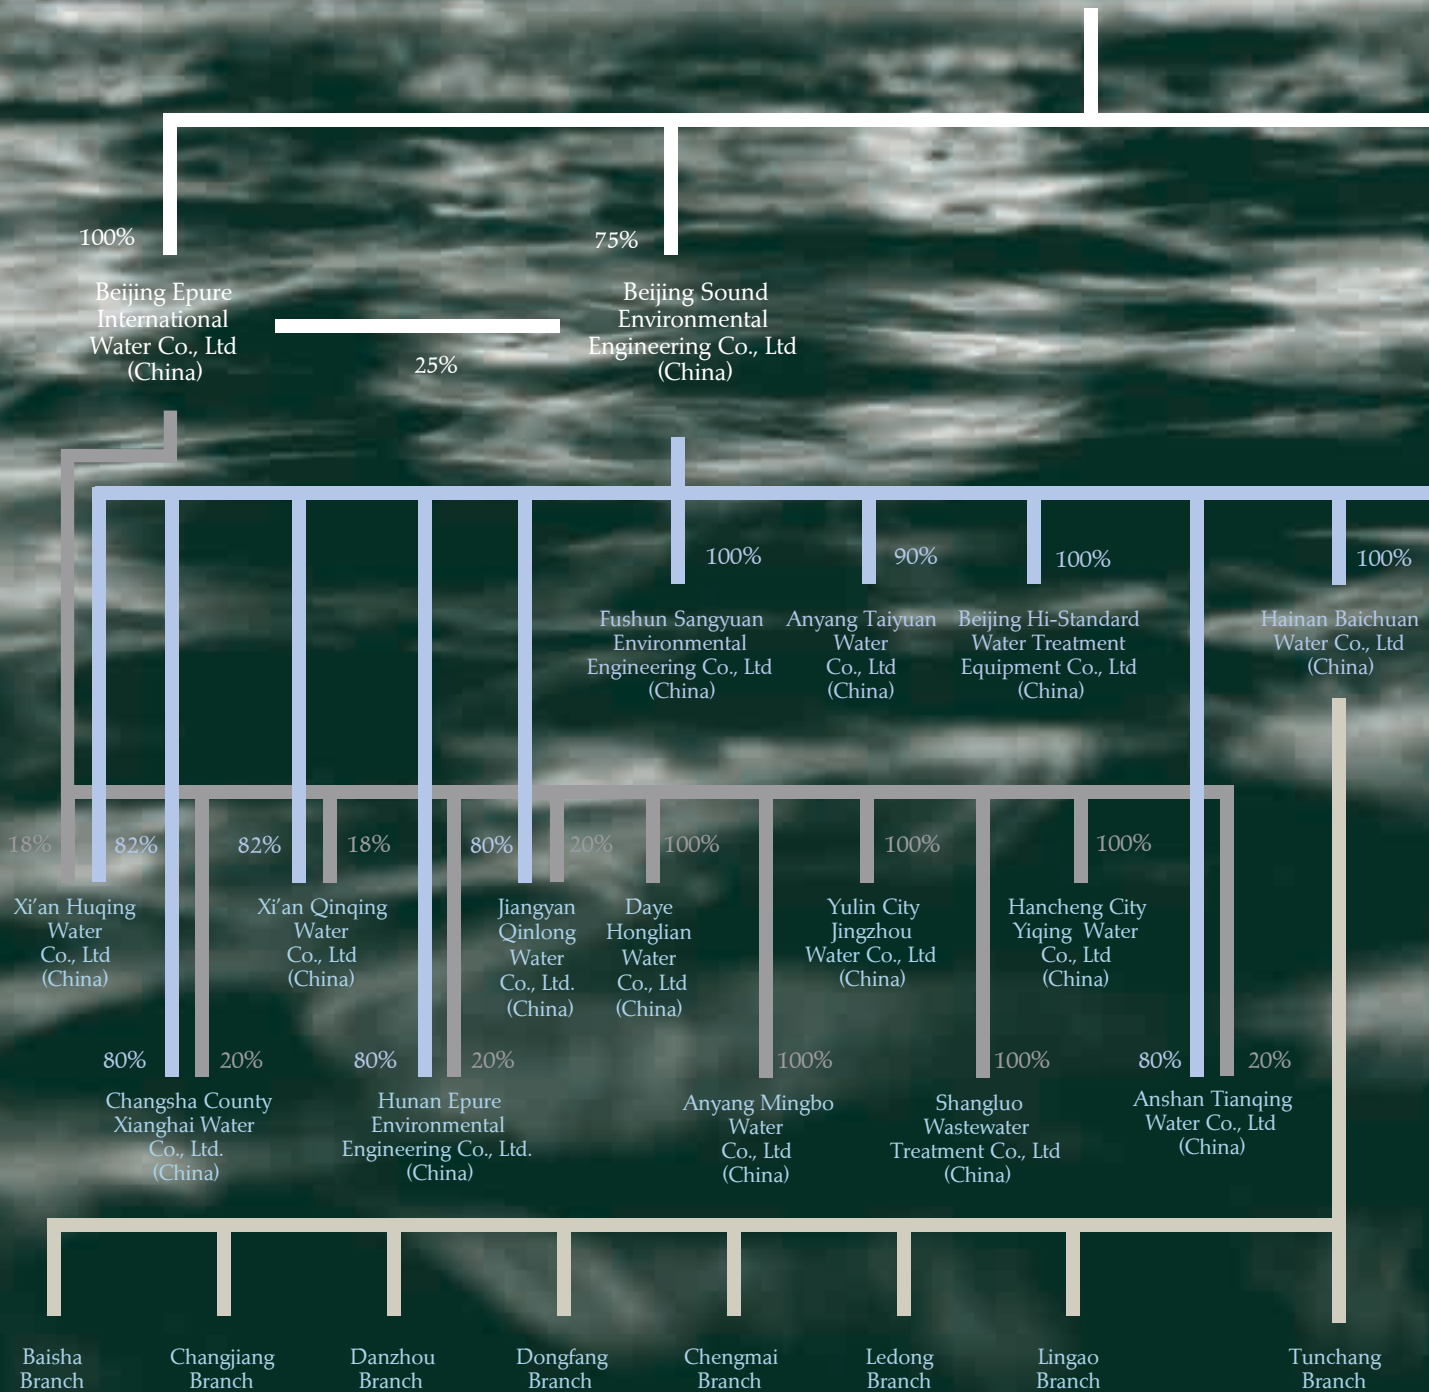 100%
75%
Beijing Epure
International
Water Co., Ltd
(China)
25%
Beijing Sound
Environmental
Engineering Co., Ltd
(China)
100%
90%
100%
100%
Fushun Sangyuan
Environmental
Engineering Co., Ltd
(China)
Anyang Taiyuan
Water
Co., Ltd
(China)
Beijing Hi-Standard
Water Treatment
Equipment Co., Ltd
(China)
Hainan Baichuan
Water Co., Ltd
(China)
18%
82%
82%
18%
80%
20%
100%
100%
100%
Xi'an Huqing
Water
Co., Ltd
(China)
Xi'an Qinqing
Water
Co., Ltd
(China)
Jiangyan
Qinlong
Water
Co., Ltd.
(China)
Daye
Honglian
Water
Co., Ltd
(China)
Yulin City
Jingzhou
Water Co., Ltd
(China)
Hancheng City
Yiqing Water
Co., Ltd
(China)
80%
20%
80%
20%
100%
100%
80%
20%
Changsha County
Xianghai Water
Co., Ltd.
(China)
Hunan Epure
Environmental
Engineering Co., Ltd.
(China)
Anyang Mingbo
Water
Co., Ltd
(China)
Shangluo
Wastewater
Treatment Co., Ltd
(China)
Anshan Tianqing
Water Co., Ltd
(China)
Baisha
Branch
Changjiang
Branch
Danzhou
Branch
Dongfang
Branch
Chengmai
Branch
Ledong
Branch
Lingao
Branch
Tunchang
Branch